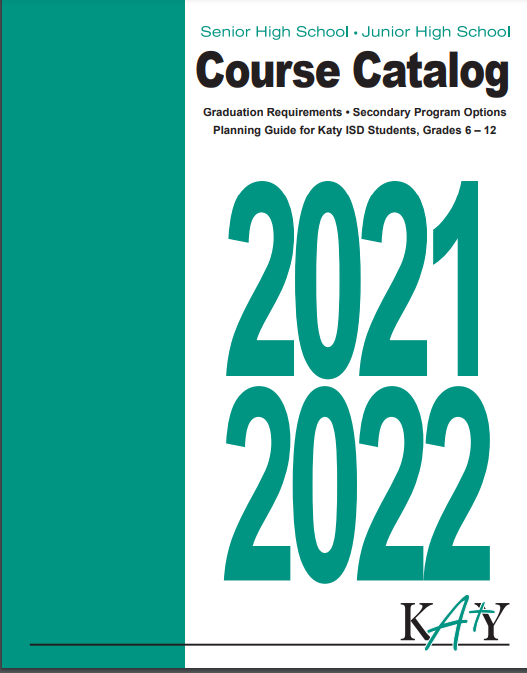 Senior High School • Junior High School
Course Catalog
Graduation Requirements • Secondary Program Options
Planning Guide for Katy ISD Students, Grades 6 – 12
2021
2022
KATY